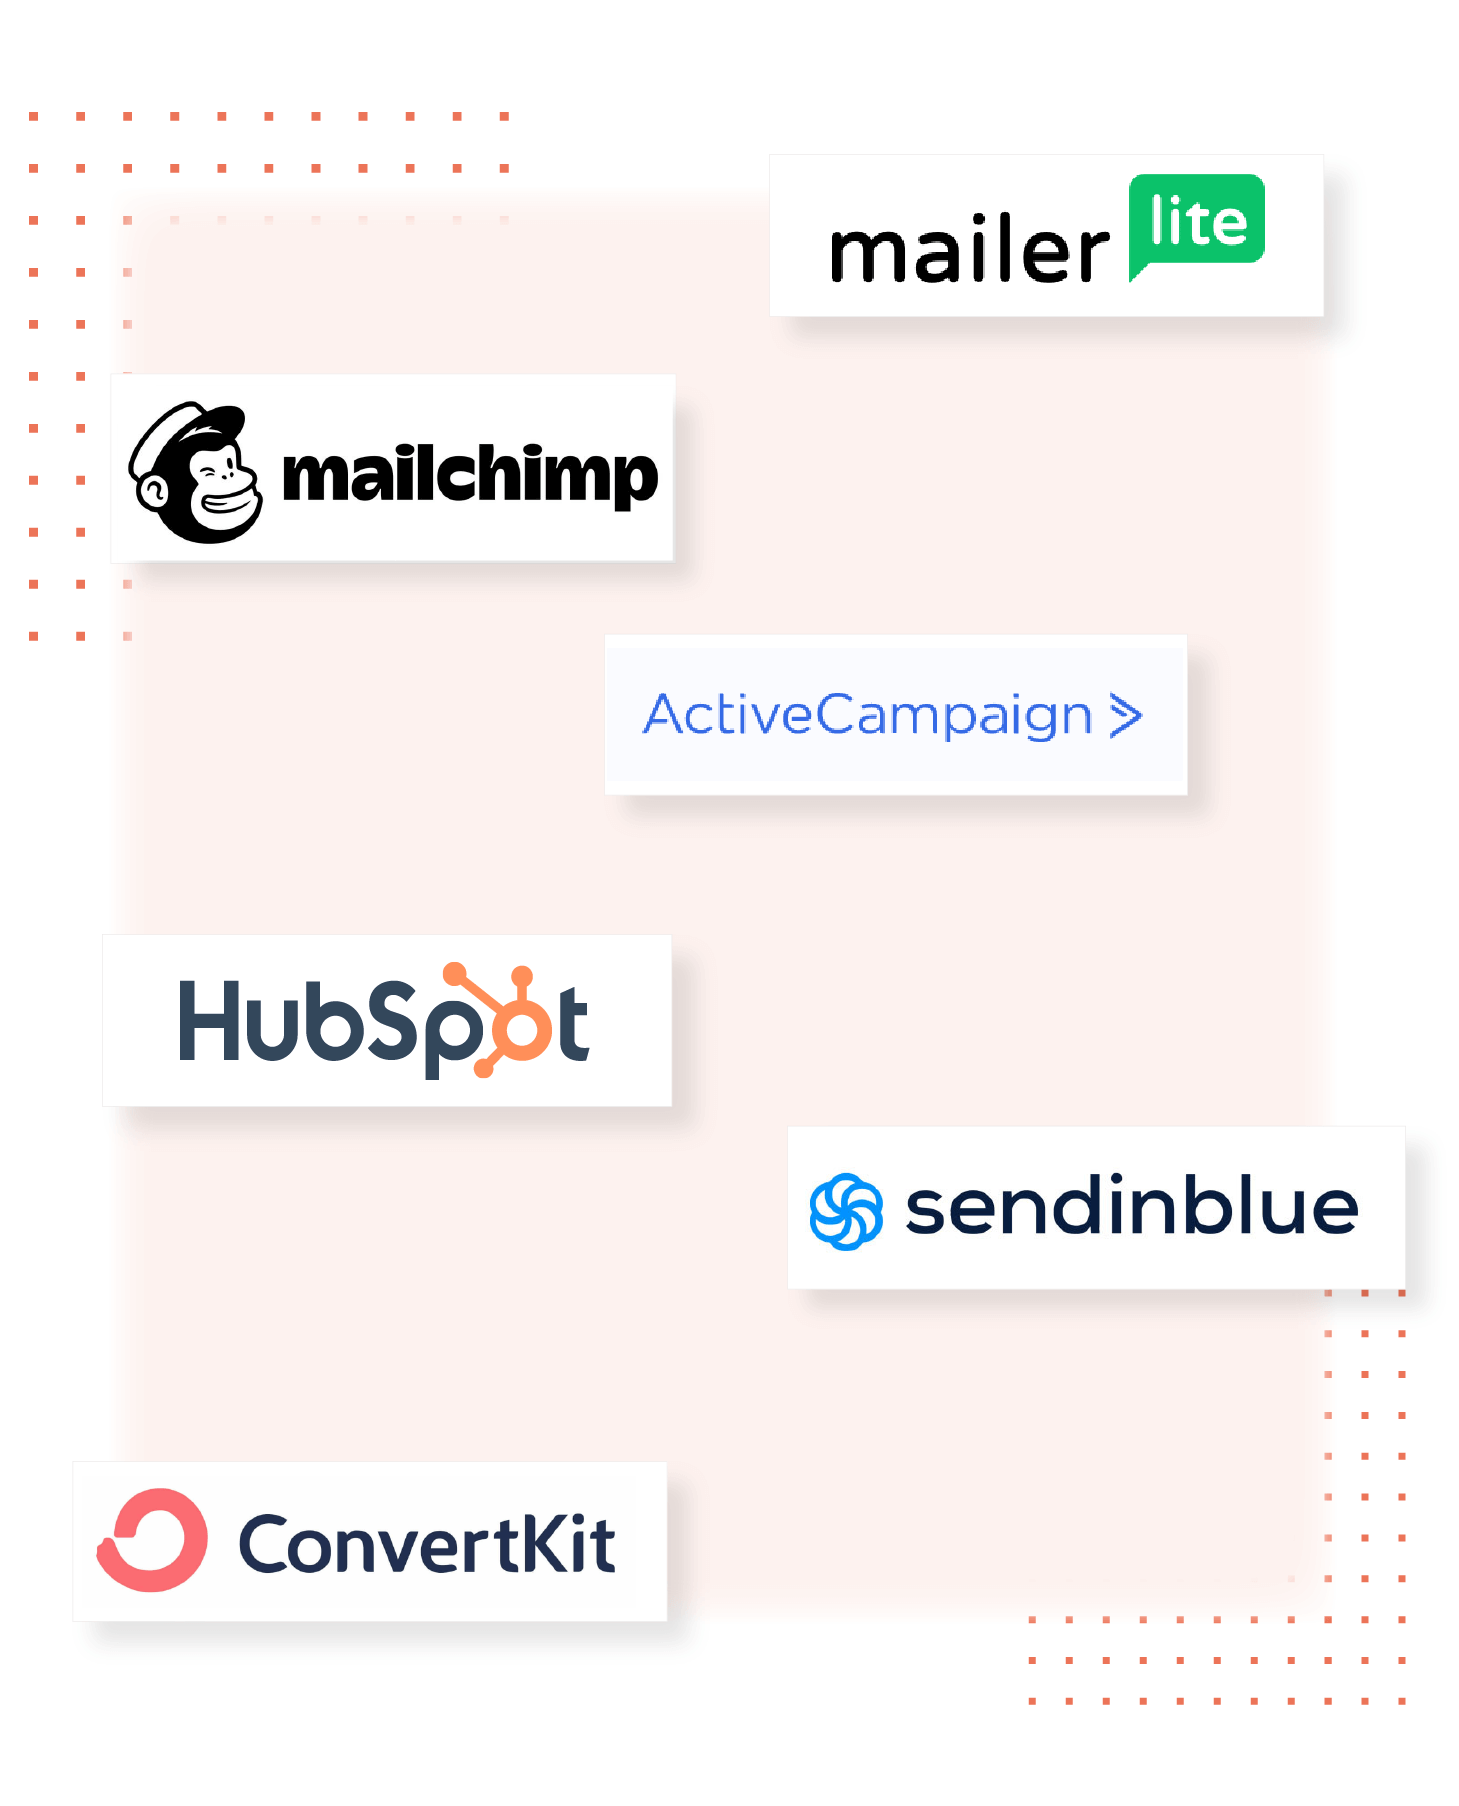 mailer lite
mailchimp
ActiveCampaign
HubSpot
sendinblue
ConvertKit